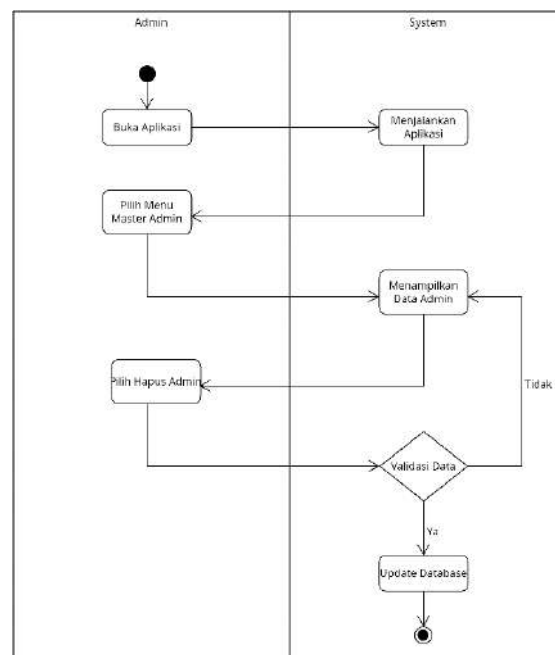 Admin
System
Buka Aplikasi
Menjalankan
Aplikasi
Pilih Menu
Master Admin
Menampilkan
Data Admin
Pilih Hapus Admin
Tidak
Validasi Data
Ya
Update Database